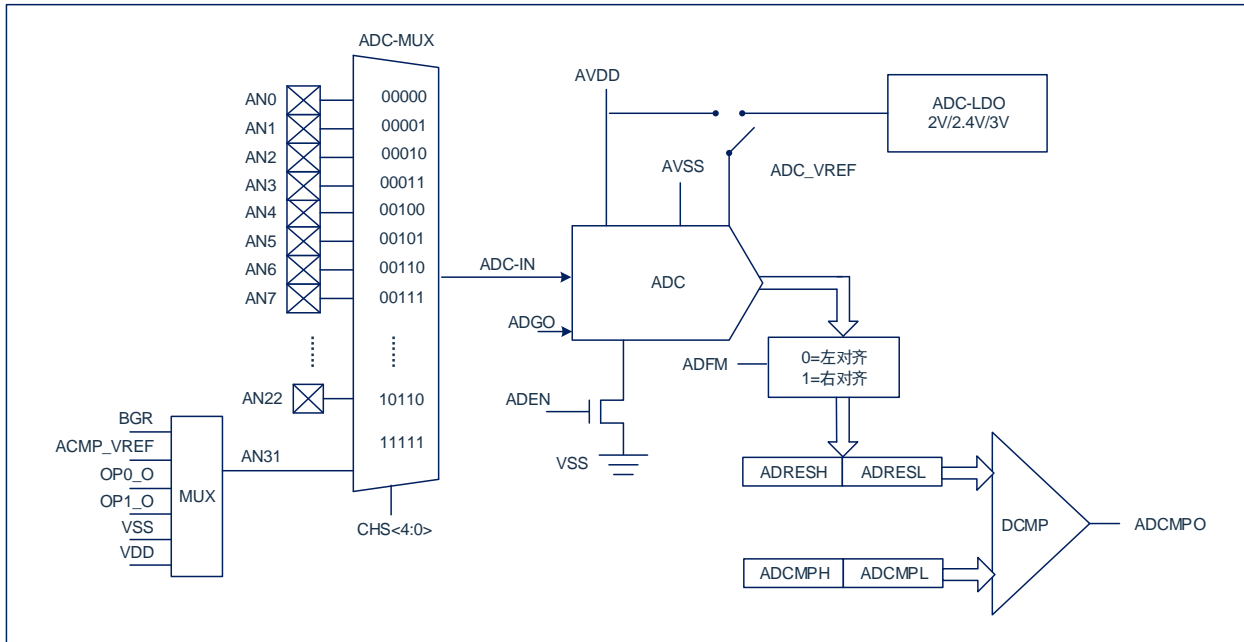 ADC-MUX
AVDD
ADC-LDO
2V/2.4V/3V
AN0
00000
AN1
00001
AN2
00010
AN3
00011
AN4
00100
AN5
00101
AN6
00110
AN7
00111
AVSS
ADC_VREF
ADC-IN
ADC
ADGO
ADFM
0=左对齐
1=右对齐
AN22
10110
ADEN
BGR
ACMP_VREF
OP0_O
OP1_O
VSS
VDD
MUX
AN31
11111
VSS
CHS<4:0>
ADRESH
ADRESL
DCMP
ADCMPO
ADCMPH
ADCMPL